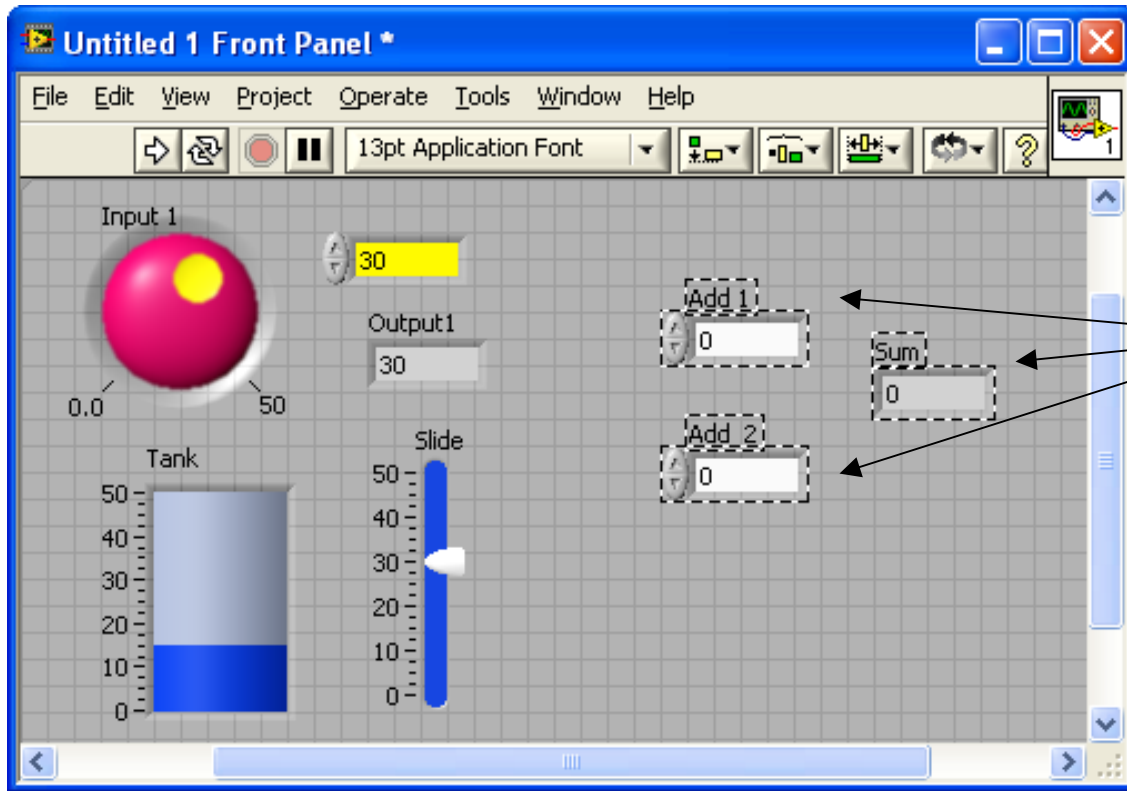 Untitled 1 Front Panel *
File Edit View Project Operate Tools Window Help
13pt Application Font
?
1
Input 1
30
Output1
30
0.0
50
Tank
50
40
30
20
10
0
Slide
50
40
30
20
10
0
Add 1
0
Sum
0
Add 2
0